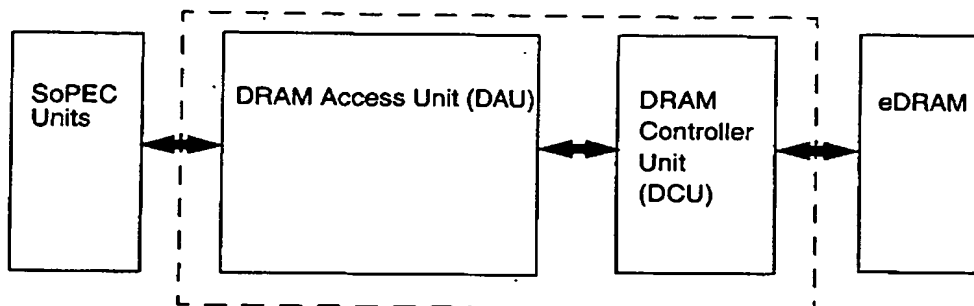 SoPEC
Units
DRAM Access Unit (DAU)
DRAM
Controller
Unit
(DCU)
eDRAM